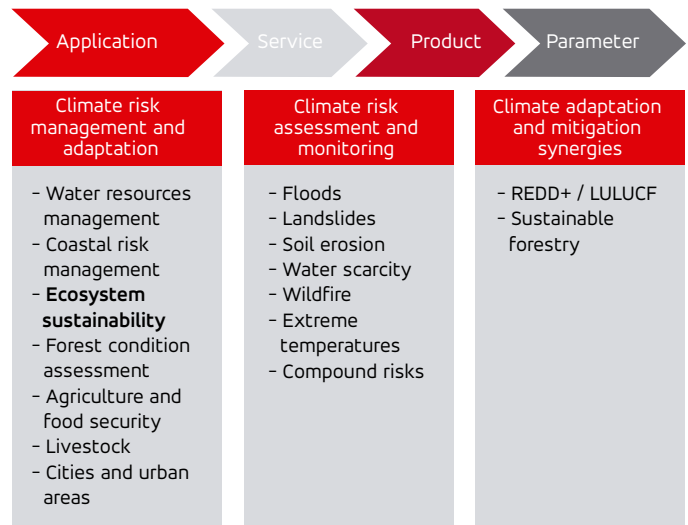 Application
Service
Product
Parameter
Climate risk
management and
adaptation
– Water resources
management
– Coastal risk
management
– Ecosystem
sustainability
– Forest condition
assessment
– Agriculture and
food security
– Livestock
– Cities and urban
areas
Climate risk
assessment and
monitoring
– Floods
– Landslides
– Soil erosion
– Water scarcity
– Wildfire
– Extreme
temperatures
– Compound risks
Climate adaptation
and mitigation
synergies
– REDD+ / LULUCF
– Sustainable
forestry